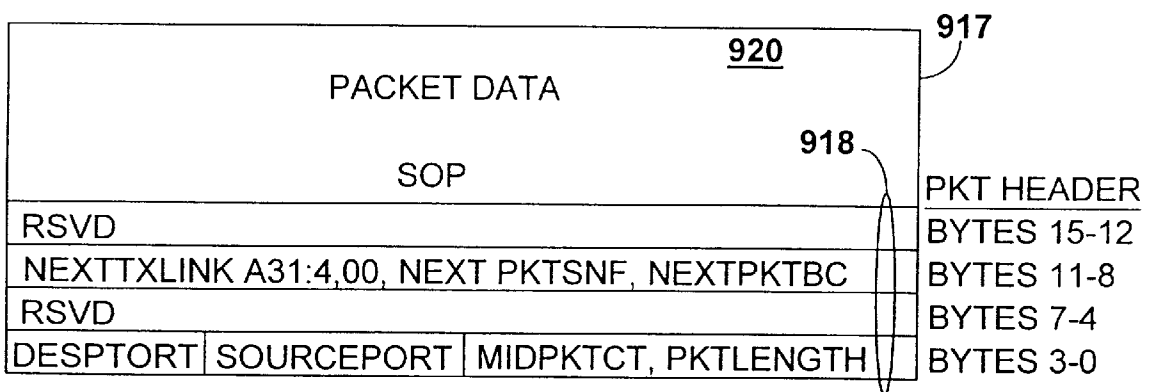 917
920
PACKET DATA
918
SOP
PKT HEADER
RSVD
BYTES 15-12
NEXTTXLINK A31:4,00, NEXT PKTSNF, NEXTPKTBC
BYTES 11-8
RSVD
BYTES 7-4
DESPTORT SOURCEPORT MIDPKTCT, PKTLENGTH
BYTES 3-0